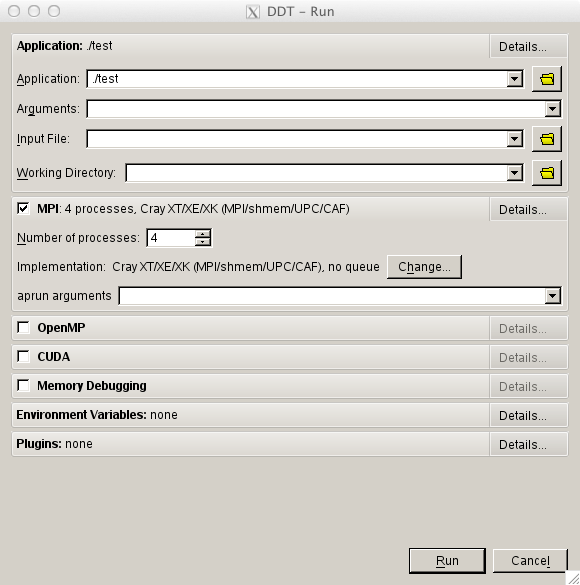 DDT - Run
Application: ./test Details...
Application: ./test
Arguments:
Input File:
Working Directory:
MPI: 4 processes, Cray XT/XE/XK (MPI/shmem/UPC/CAF) Details...
Number of processes: 4
Implementation: Cray XT/XE/XK (MPI/shmem/UPC/CAF), no queue Change...
aprun arguments
OpenMP Details...
CUDA Details...
Memory Debugging Details...
Environment Variables: none Details...
Plugins: none Details...
Run Cancel